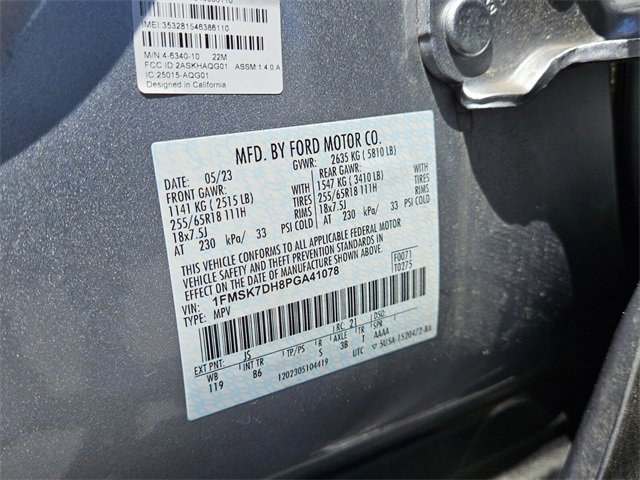 IMEI: 353281546386110
M/N 4-6340-10 22M
FCC ID:2ASKHAQG01 ASSM 1.4.0.A
IC:25015-AQG01
Designed in California
MFD. BY FORD MOTOR CO.
DATE: 05/23 GVWR: 2635 KG ( 5810 LB)
FRONT GAWR: REAR GAWR:
1141 KG ( 2515 LB) WITH 1547 KG ( 3410 LB) WITH
255/65R18 111H TIRES 255/65R18 111H TIRES
18x7.5J RIMS 18x7.5J RIMS
AT 230 kPa/ 33 PSI COLD AT 230 kPa/ 33 PSI COLD
THIS VEHICLE CONFORMS TO ALL APPLICABLE FEDERAL MOTOR
VEHICLE SAFETY AND THEFT PREVENTION STANDARDS IN
EFFECT ON THE DATE OF MANUFACTURE SHOWN ABOVE.
VIN: 1FMSK7DH8PGA41078 F0071
TYPE: MPV T0275
EXT PNT: JS RC: 21 DSO:
WB INT TR TP/PS R AXLE TR SPR
119 86 S 3B 1 AAAA
1202305104419 UTC SU5A-1520472-BA